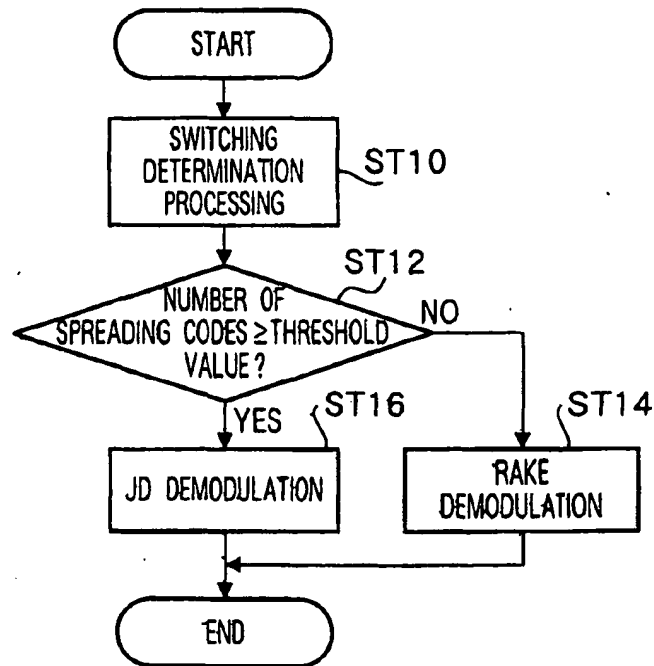 START
SWITCHING
DETERMINATION
PROCESSING
ST10
ST12
NUMBER OF
SPREADING CODES ≥ THRESHOLD
VALUE?
NO
YES
ST16
ST14
JD DEMODULATION
RAKE
DEMODULATION
END